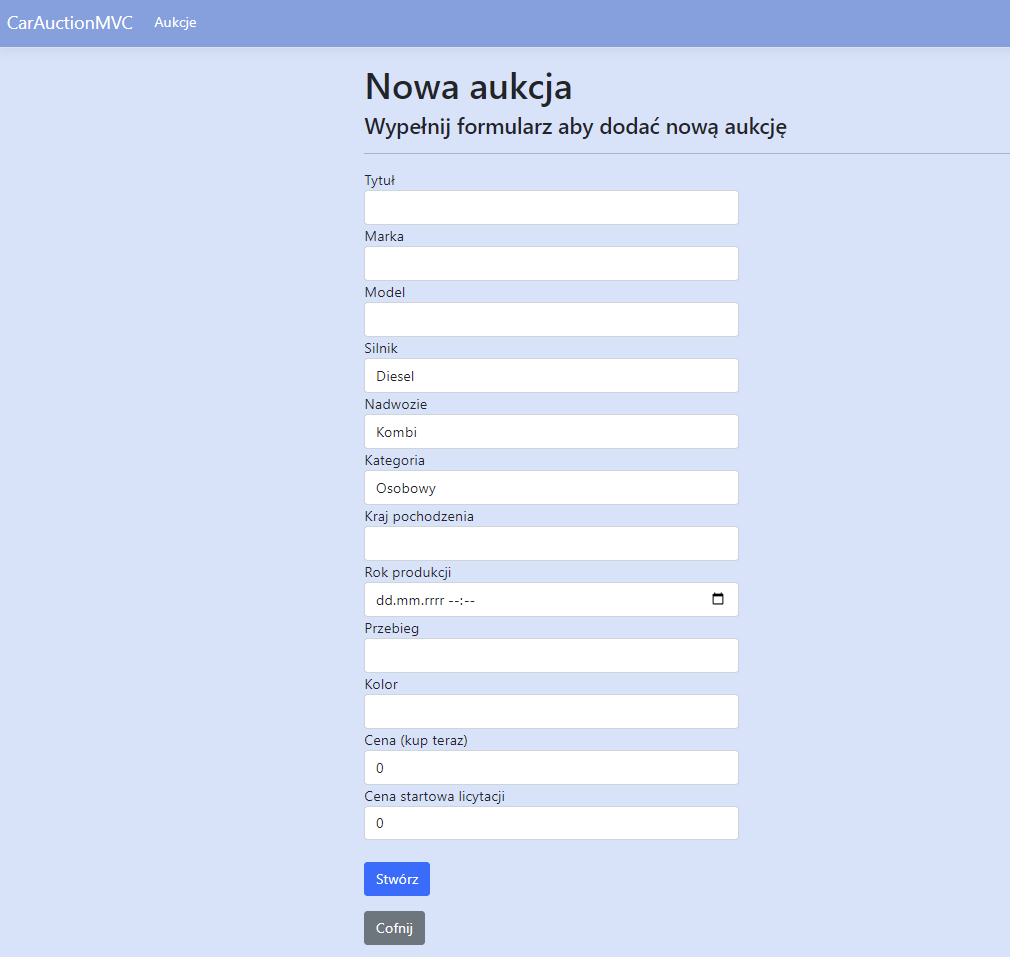 CarAuctionMVC Aukcje
Nowa aukcja
Wypełnij formularz aby dodać nową aukcję
Tytuł
Marka
Model
Silnik
Diesel
Nadwozie
Kombi
Kategoria
Osobowy
Kraj pochodzenia
Rok produkcji
dd.mm.rrrr --:--
Przebieg
Kolor
Cena (kup teraz)
0
Cena startowa licytacji
0
Stwórz
Cofnij